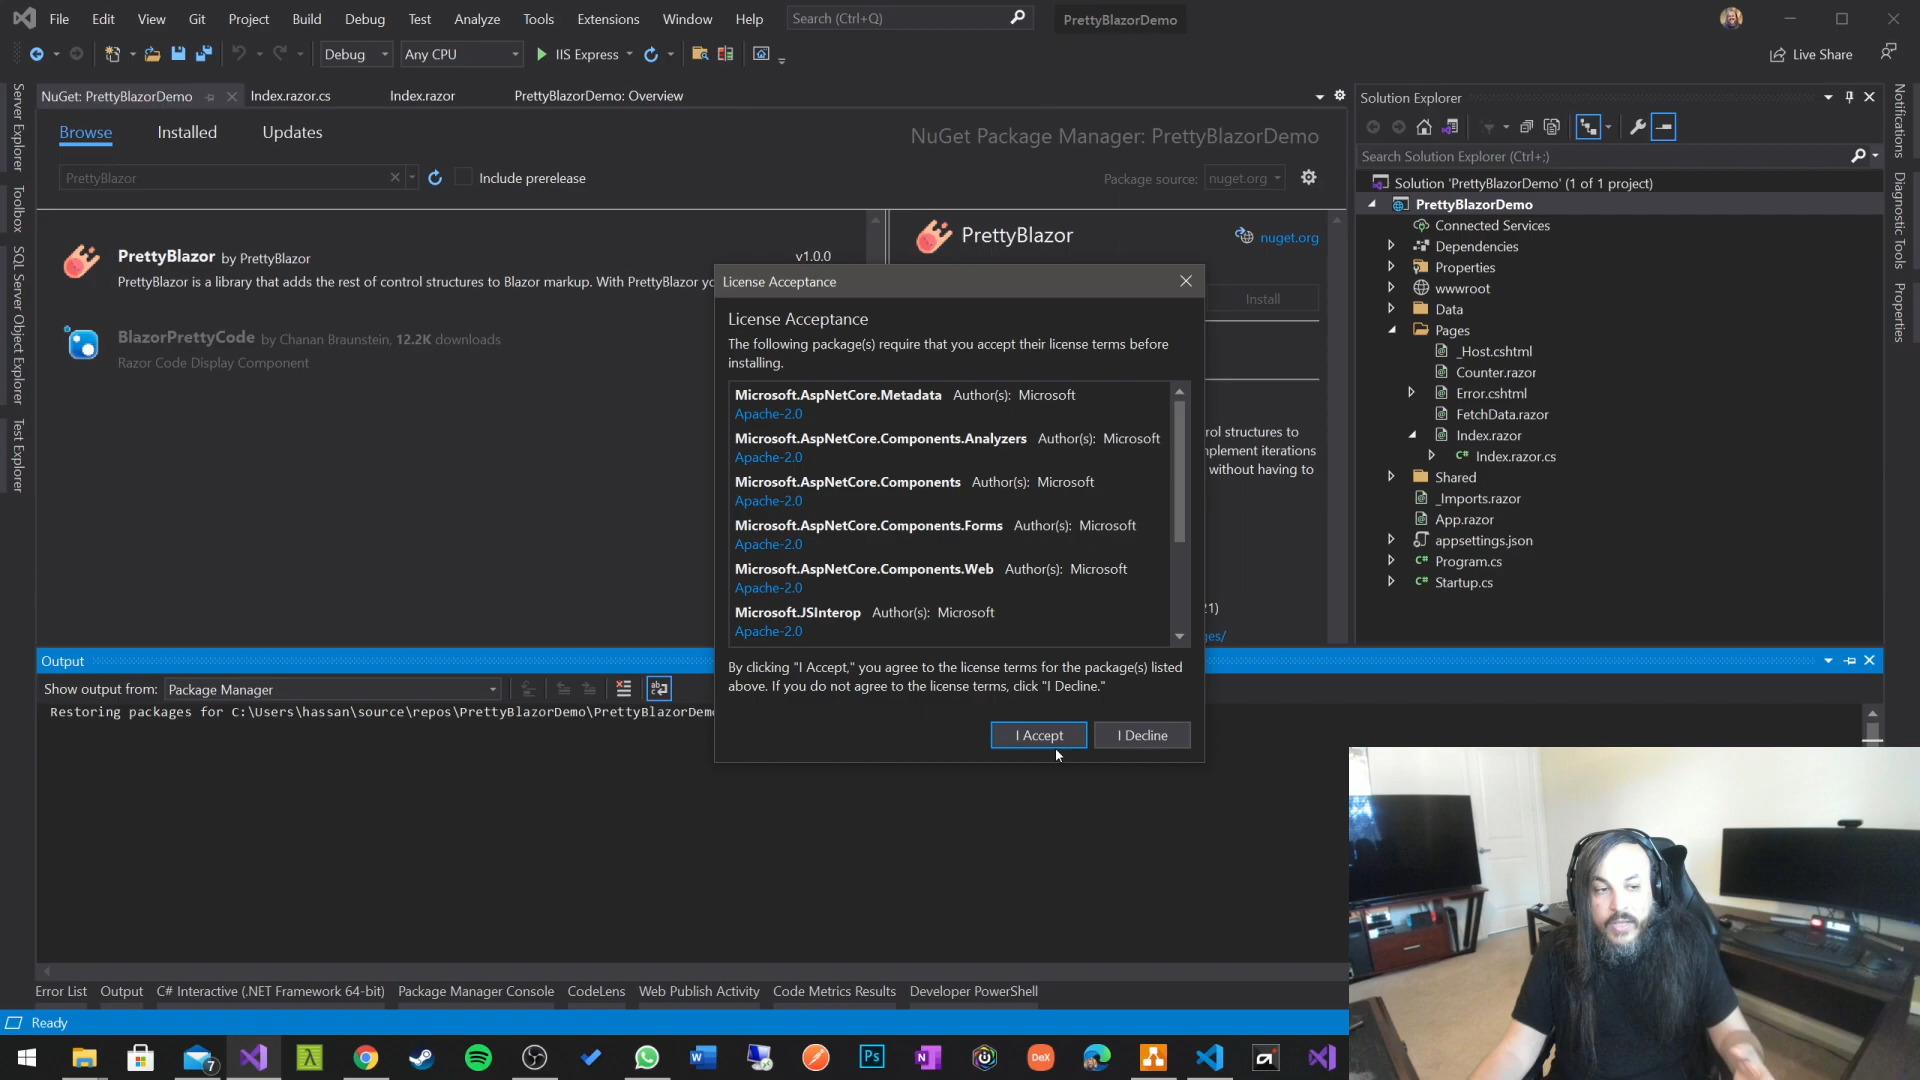 File Edit View Git Project Build Debug Test Analyze Tools Extensions Window Help Search (Ctrl+Q) PrettyBlazorDemo
Debug Any CPU IIS Express Live Share
NuGet: PrettyBlazorDemo Index.razor.cs Index.razor PrettyBlazorDemo: Overview
Browse Installed Updates
NuGet Package Manager: PrettyBlazorDemo
PrettyBlazor Include prerelease Package source: nuget.org
PrettyBlazor by PrettyBlazor v1.0.0
PrettyBlazor is a library that adds the rest of control structures to Blazor markup. With PrettyBlazor yo
BlazorPrettyCode by Chanan Braunstein, 12.2K downloads
Razor Code Display Component
PrettyBlazor nuget.org
Install
rol structures to
plement iterations
without having to
21)
ges/
License Acceptance
License Acceptance
The following package(s) require that you accept their license terms before
installing.
Microsoft.AspNetCore.Metadata Author(s): Microsoft
Apache-2.0
Microsoft.AspNetCore.Components.Analyzers Author(s): Microsoft
Apache-2.0
Microsoft.AspNetCore.Components Author(s): Microsoft
Apache-2.0
Microsoft.AspNetCore.Components.Forms Author(s): Microsoft
Apache-2.0
Microsoft.AspNetCore.Components.Web Author(s): Microsoft
Apache-2.0
Microsoft.JSInterop Author(s): Microsoft
Apache-2.0
By clicking "I Accept," you agree to the license terms for the package(s) listed
above. If you do not agree to the license terms, click "I Decline."
I Accept I Decline
Solution Explorer
Search Solution Explorer (Ctrl+;)
Solution 'PrettyBlazorDemo' (1 of 1 project)
PrettyBlazorDemo
Connected Services
Dependencies
Properties
wwwroot
Data
Pages
_Host.cshtml
Counter.razor
Error.cshtml
FetchData.razor
Index.razor
C# Index.razor.cs
Shared
_Imports.razor
App.razor
appsettings.json
C# Program.cs
C# Startup.cs
Server Explorer
Toolbox
SQL Server Object Explorer
Test Explorer
Notifications
Diagnostic Tools
Properties
Output
Show output from: Package Manager
Restoring packages for C:\Users\hassan\source\repos\PrettyBlazorDemo\PrettyBlazorDem
Error List Output C# Interactive (.NET Framework 64-bit) Package Manager Console CodeLens Web Publish Activity Code Metrics Results Developer PowerShell
Ready
7 Ps DeX